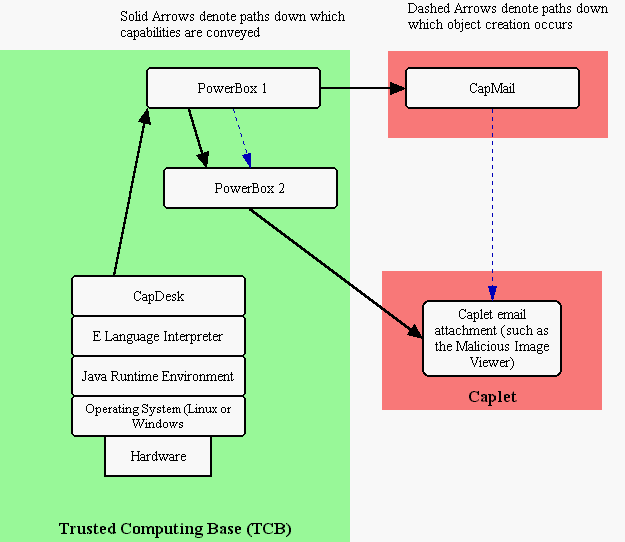 Solid Arrows denote paths down which
capabilities are conveyed
Dashed Arrows denote paths down
which object creation occurs
PowerBox 1
CapMail
PowerBox 2
CapDesk
E Language Interpreter
Java Runtime Environment
Operating System (Linux or
Windows
Hardware
Caplet email
attachment (such as
the Malicious Image
Viewer)
Caplet
Trusted Computing Base (TCB)